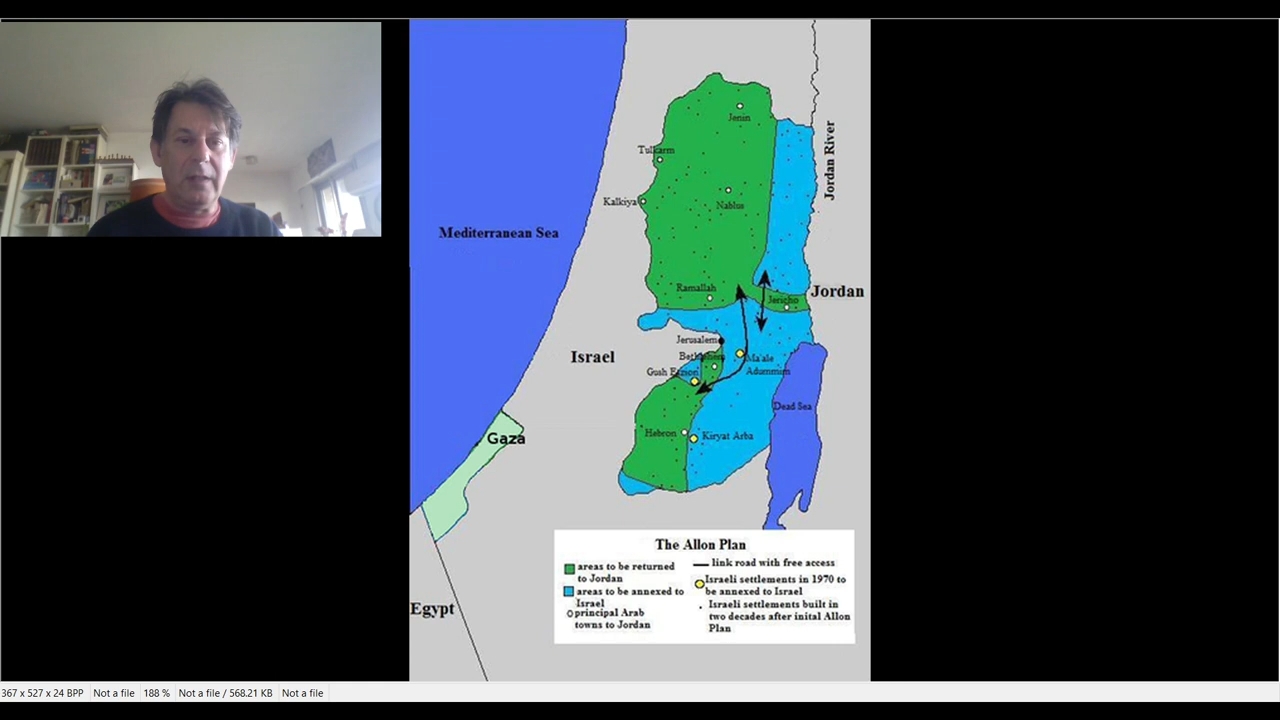 Jenin
Tulkarm
Jordan River
Kalkiya
Nablus
Mediterranean Sea
Ramallah
Jericho
Jordan
Jerusalem
Bethlehem
Israel
Ma'ale
Adummim
Gush Etzion
Dead Sea
Gaza
Hebron
Kiryat Arba
Egypt
The Allon Plan
areas to be returned
to Jordan
areas to be annexed to
Israel
principal Arab
towns to Jordan
link road with free access
Israeli settlements in 1970 to
be annexed to Israel
Israeli settlements built in
two decades after inital Allon
Plan
367 x 527 x 24 BPP Not a file 188 % Not a file / 568.21 KB Not a file